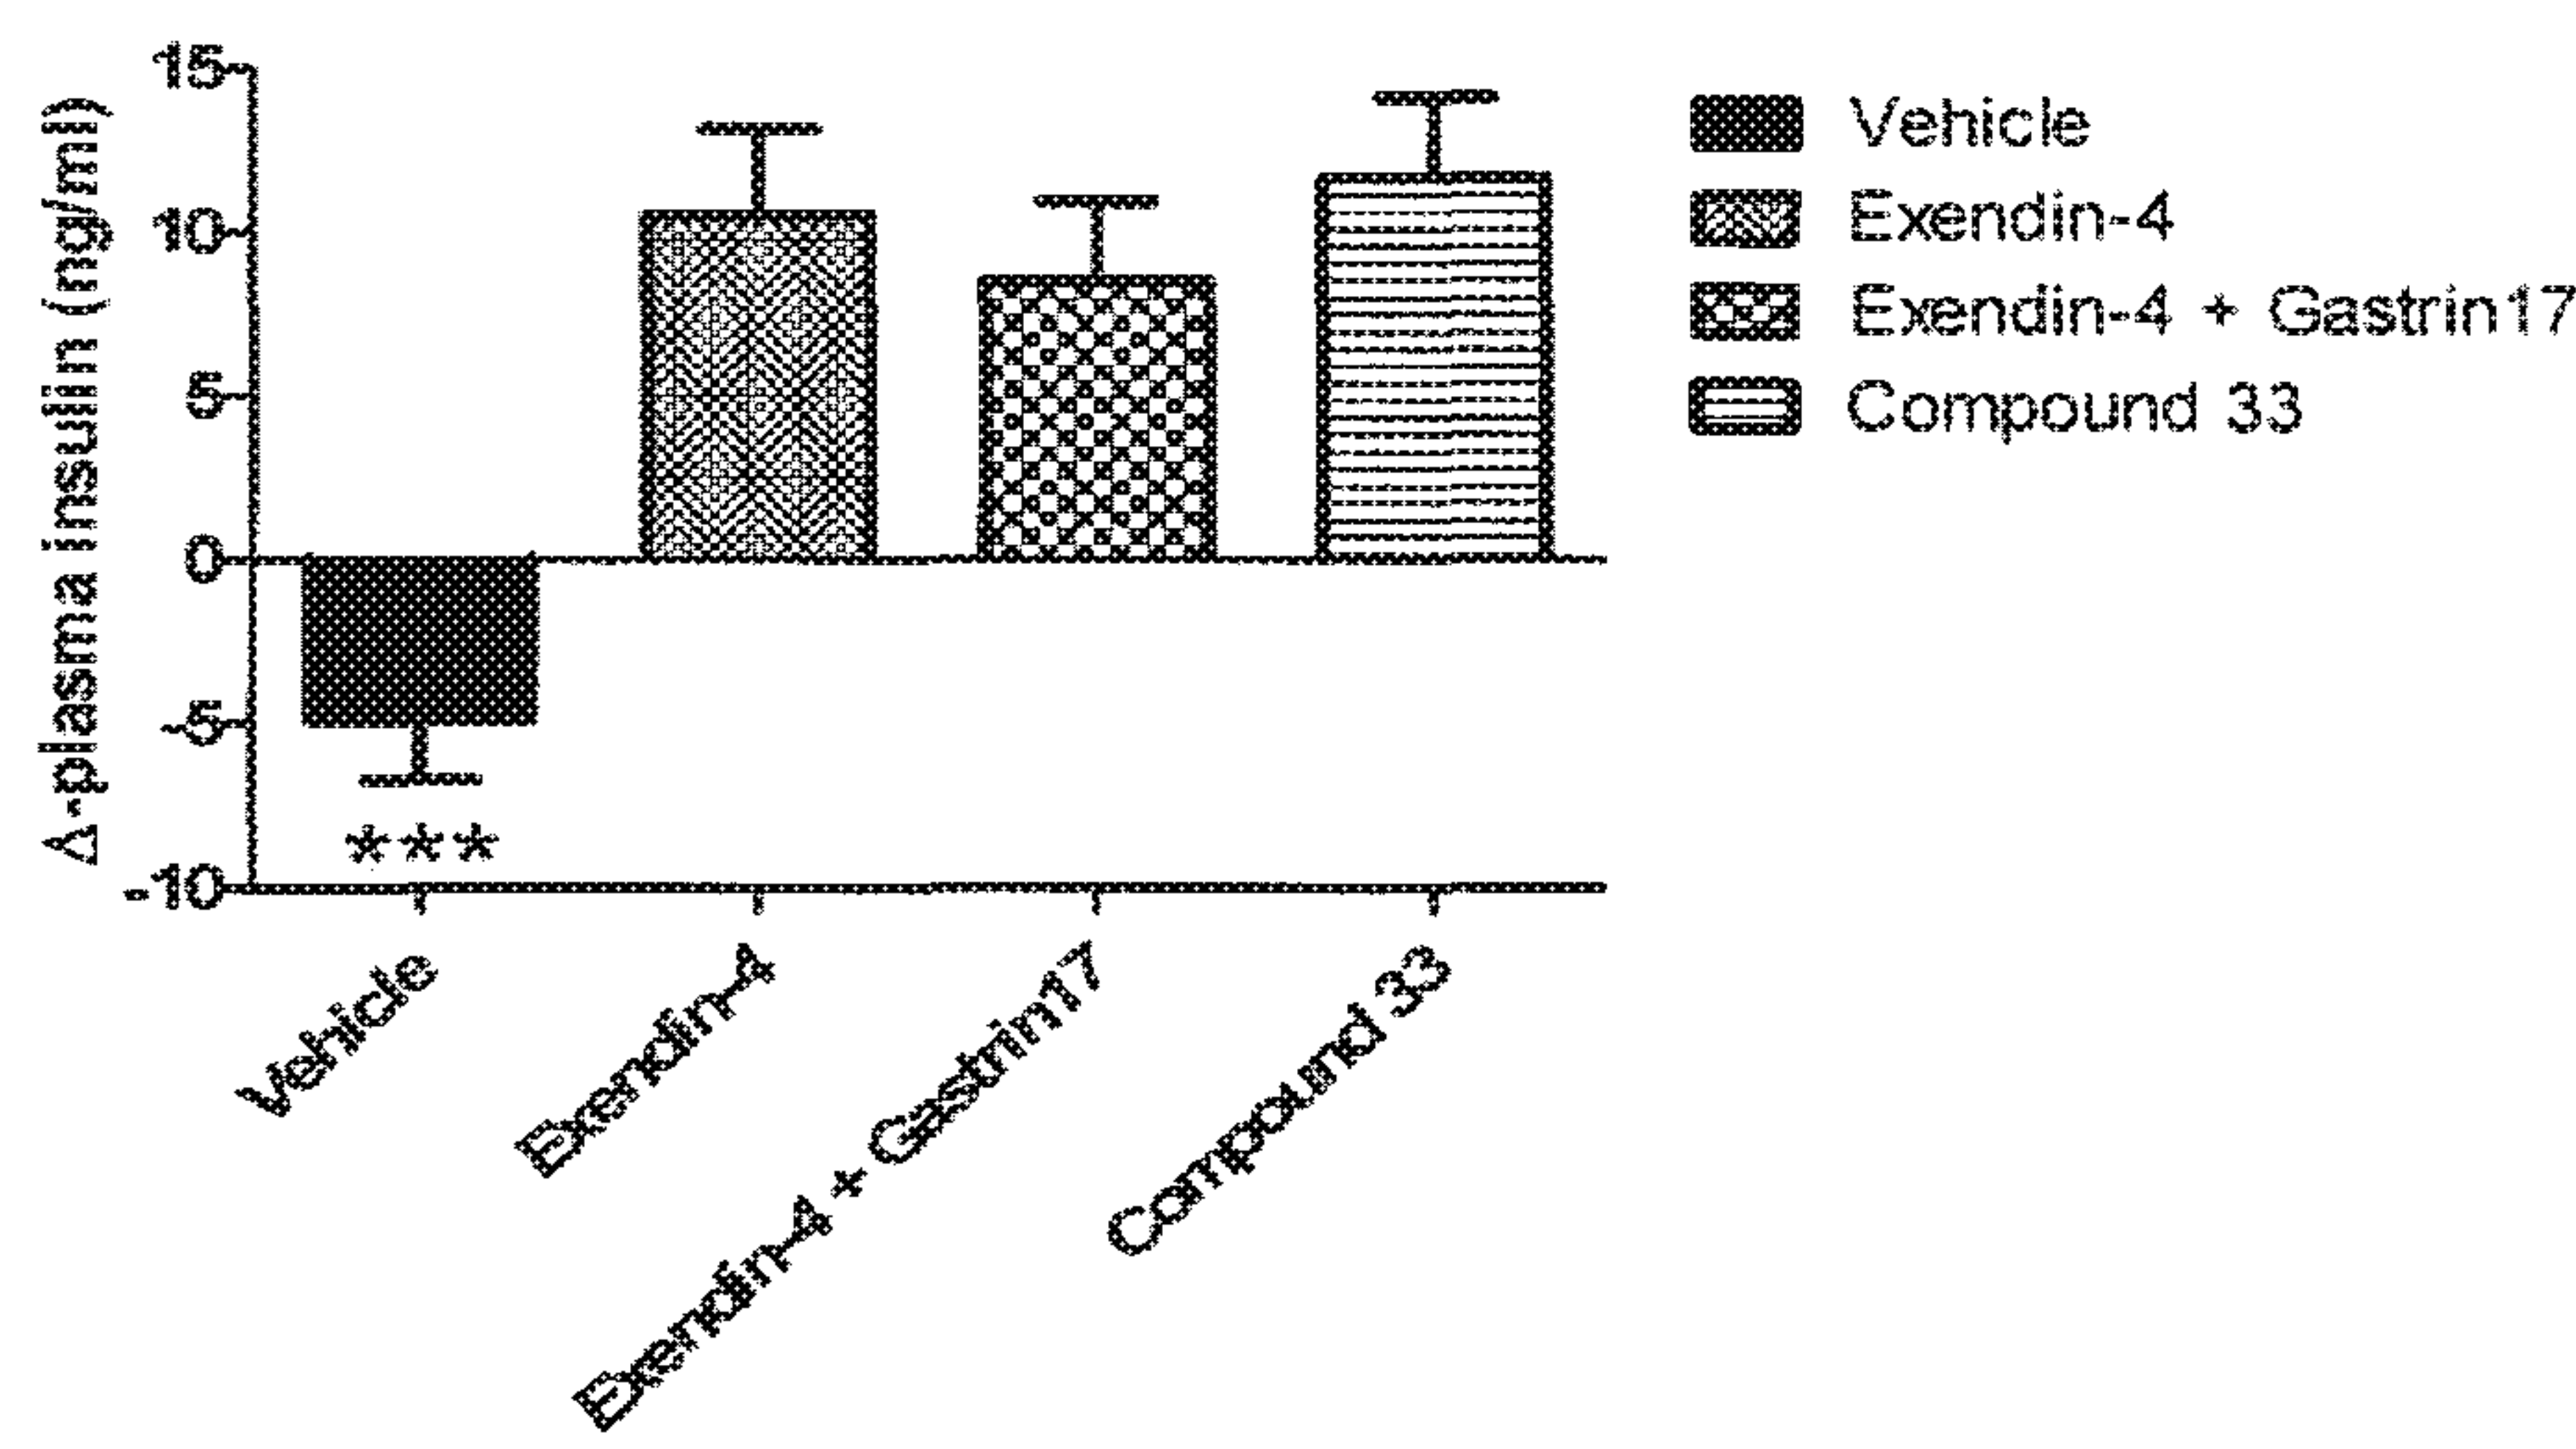 Δ-plasma insulin (ng/ml)
15
10
5
0
-5
-10
***
Vehicle
Exendin-4
Exendin-4 + Gastrin17
Compound 33
Vehicle
Exendin-4
Exendin-4 + Gastrin17
Compound 33